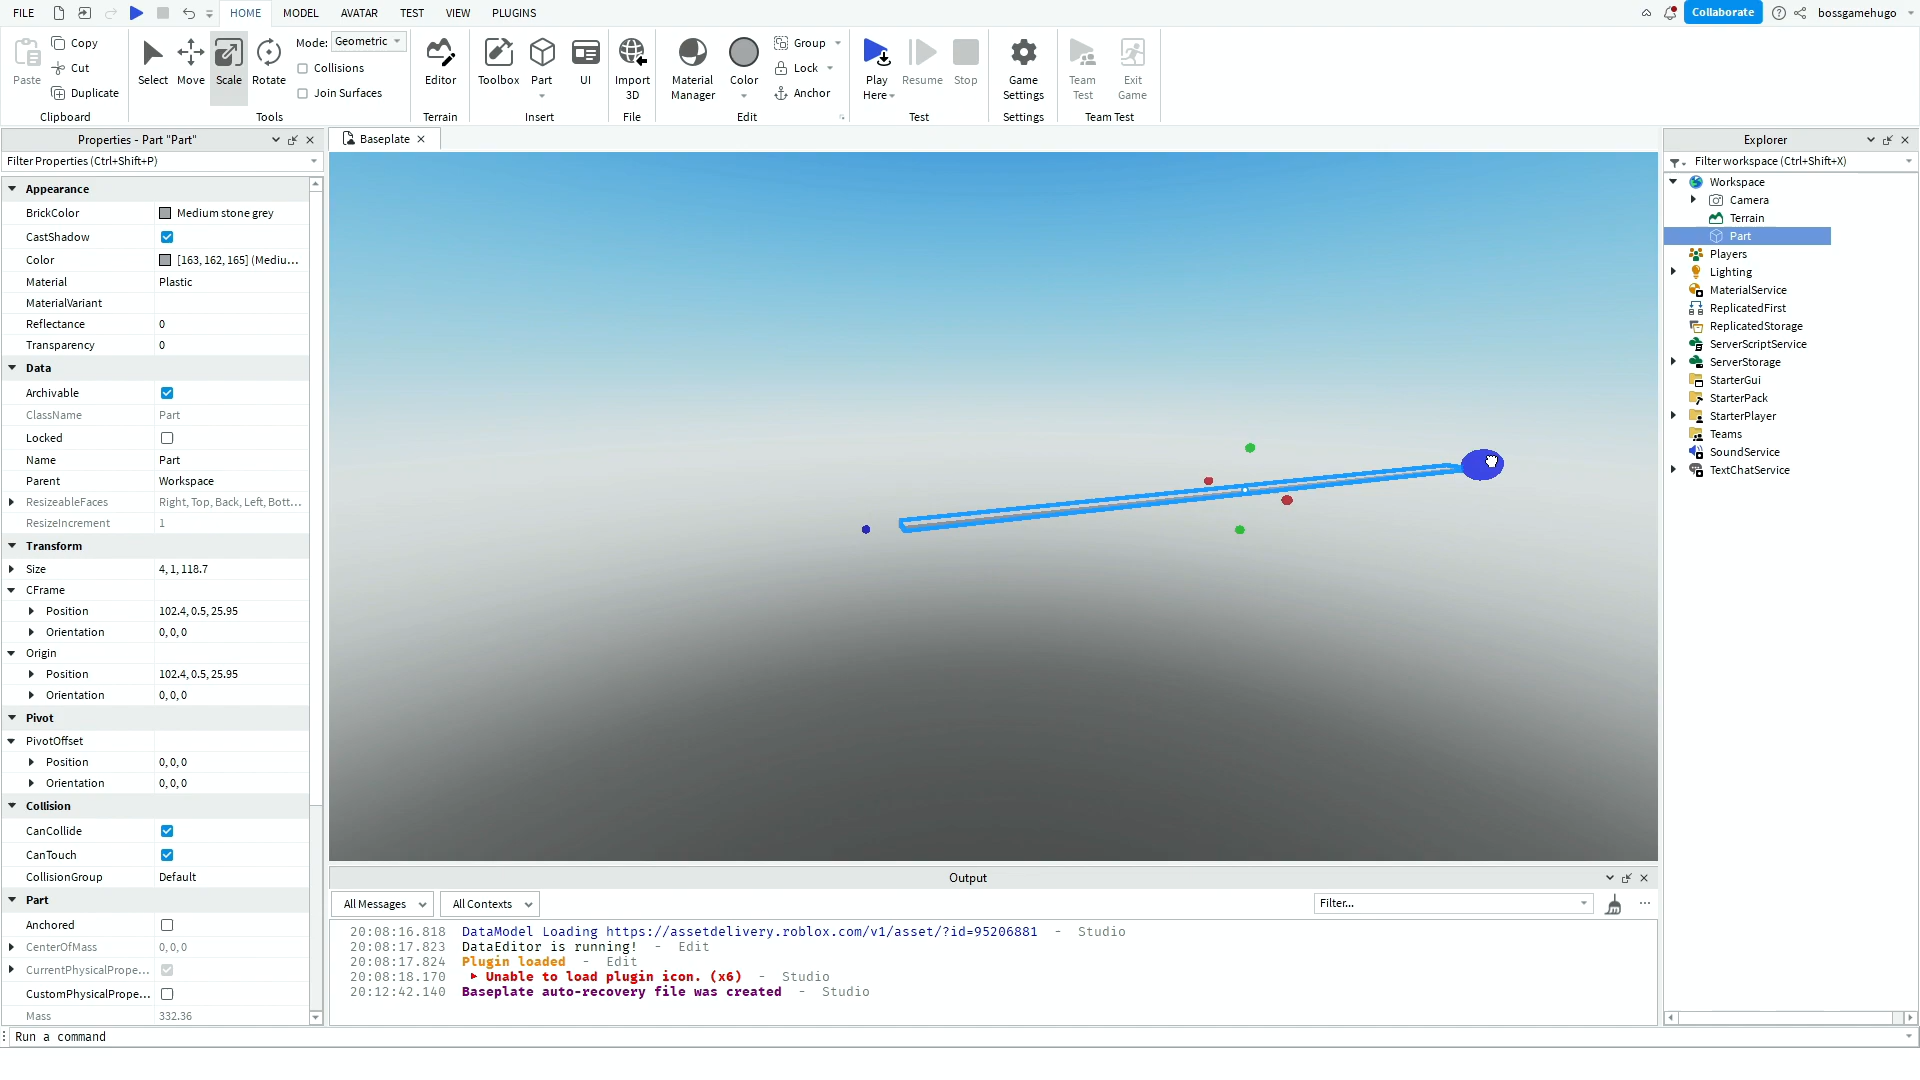 FILE
HOME
MODEL
AVATAR
TEST
VIEW
PLUGINS
Collaborate
bossgamehugo
Paste
Copy
Cut
Duplicate
Clipboard
Select
Move
Scale
Rotate
Mode: Geometric
Collisions
Join Surfaces
Tools
Editor
Terrain
Toolbox
Part
UI
Insert
Import
3D
File
Material
Manager
Color
Group
Lock
Anchor
Edit
Play
Here
Resume
Stop
Test
Game
Settings
Settings
Team
Test
Exit
Game
Team Test
Properties - Part "Part"
Filter Properties (Ctrl+Shift+P)
Appearance
BrickColor Medium stone grey
CastShadow
Color [163, 162, 165] (Mediu...
Material Plastic
MaterialVariant
Reflectance 0
Transparency 0
Data
Archivable
ClassName Part
Locked
Name Part
Parent Workspace
ResizeableFaces Right, Top, Back, Left, Bott...
ResizeIncrement 1
Transform
Size 4, 1, 118.7
CFrame
Position 102.4, 0.5, 25.95
Orientation 0, 0, 0
Origin
Position 102.4, 0.5, 25.95
Orientation 0, 0, 0
Pivot
PivotOffset
Position 0, 0, 0
Orientation 0, 0, 0
Collision
CanCollide
CanTouch
CollisionGroup Default
Part
Anchored
CenterOfMass 0, 0, 0
CurrentPhysicalPrope...
CustomPhysicalPrope...
Mass 332.36
Baseplate
Output
All Messages
All Contexts
Filter...
20:08:16.818 DataModel Loading https://assetdelivery.roblox.com/v1/asset/?id=95206881 - Studio
20:08:17.823 DataEditor is running! - Edit
20:08:17.824 Plugin loaded - Edit
20:08:18.170 Unable to load plugin icon. (x6) - Studio
20:12:42.140 Baseplate auto-recovery file was created - Studio
Explorer
Filter workspace (Ctrl+Shift+X)
Workspace
Camera
Terrain
Part
Players
Lighting
MaterialService
ReplicatedFirst
ReplicatedStorage
ServerScriptService
ServerStorage
StarterGui
StarterPack
StarterPlayer
Teams
SoundService
TextChatService
Run a command